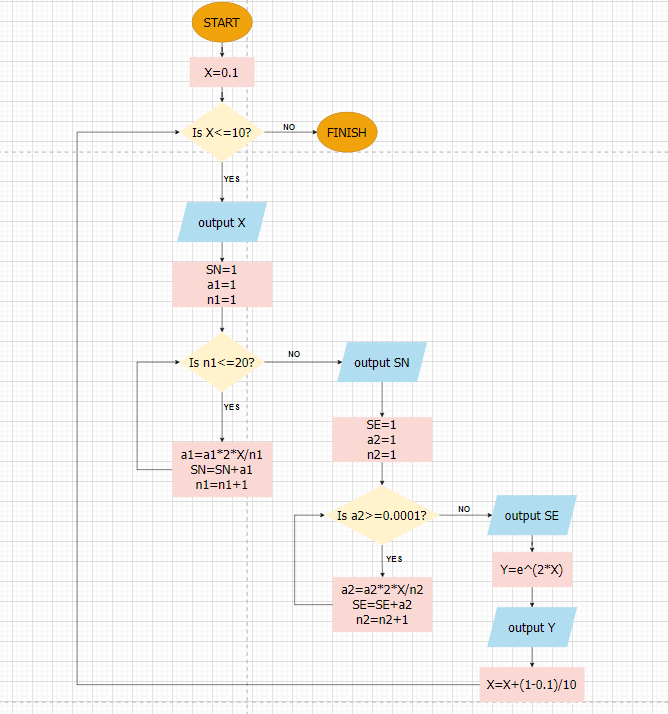 START
X=0.1
Is X<=10?
NO
FINISH
YES
output X
SN=1
a1=1
n1=1
Is n1<=20?
NO
output SN
YES
a1=a1*2*X/n1
SN=SN+a1
n1=n1+1
SE=1
a2=1
n2=1
Is a2>=0.0001?
NO
output SE
YES
a2=a2*2*X/n2
SE=SE+a2
n2=n2+1
Y=e^(2*X)
output Y
X=X+(1-0.1)/10